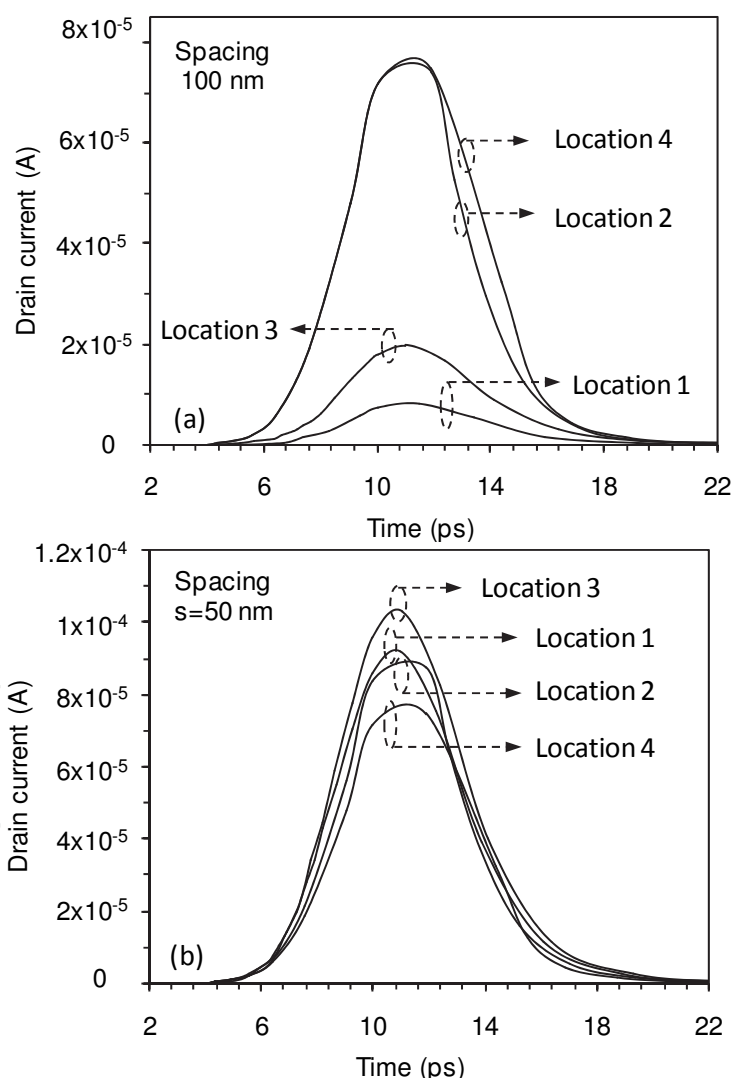 8x10-5
Spacing
100 nm
6x10-5
Location 4
Location 2
4x10-5
Drain current (A)
Location 3
2x10-5
Location 1
(a)
0
2 6 10 14 18 22
Time (ps)
1.2x10-4
Spacing
s=50 nm
Location 3
1x10-4
Location 1
Location 2
8x10-5
Location 4
6x10-5
Drain current (A)
4x10-5
2x10-5
(b)
0
2 6 10 14 18 22
Time (ps)